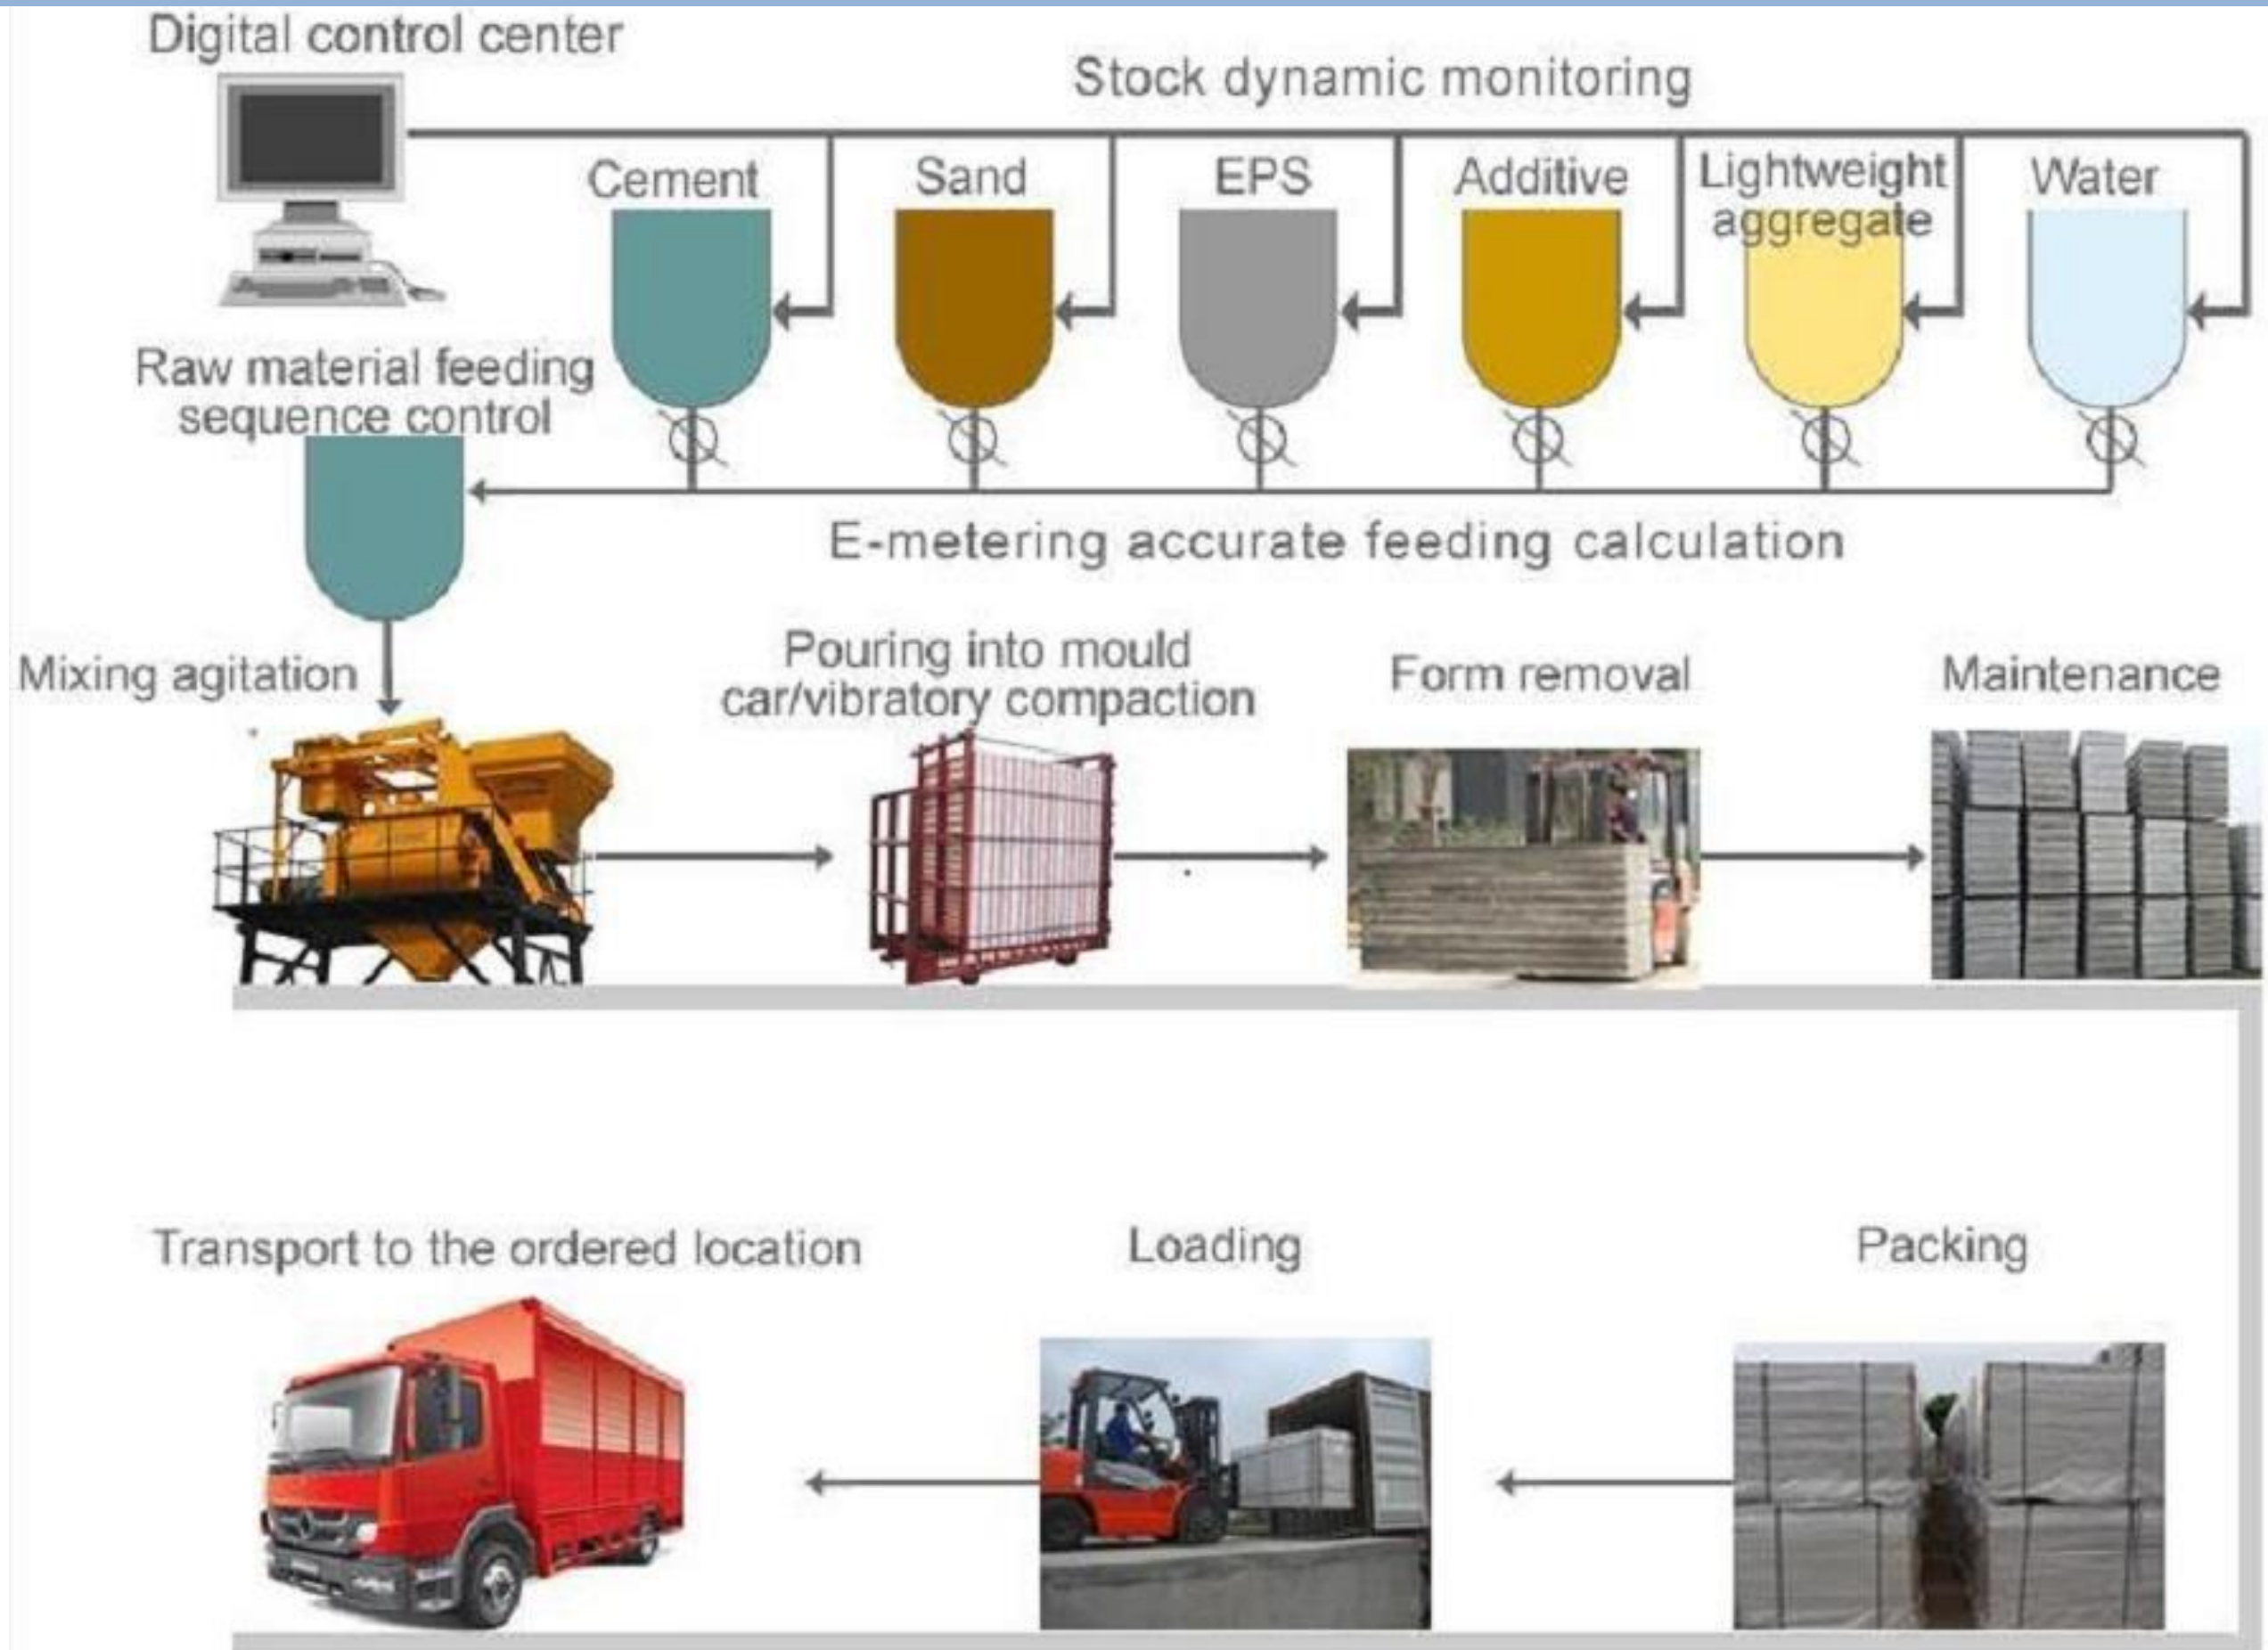 Digital control center
Stock dynamic monitoring
Cement
Sand
EPS
Additive
Lightweight
aggregate
Water
Raw material feeding
sequence control
E-metering accurate feeding calculation
Mixing agitation
Pouring into mould
car/vibratory compaction
Form removal
Maintenance
Transport to the ordered location
Loading
Packing